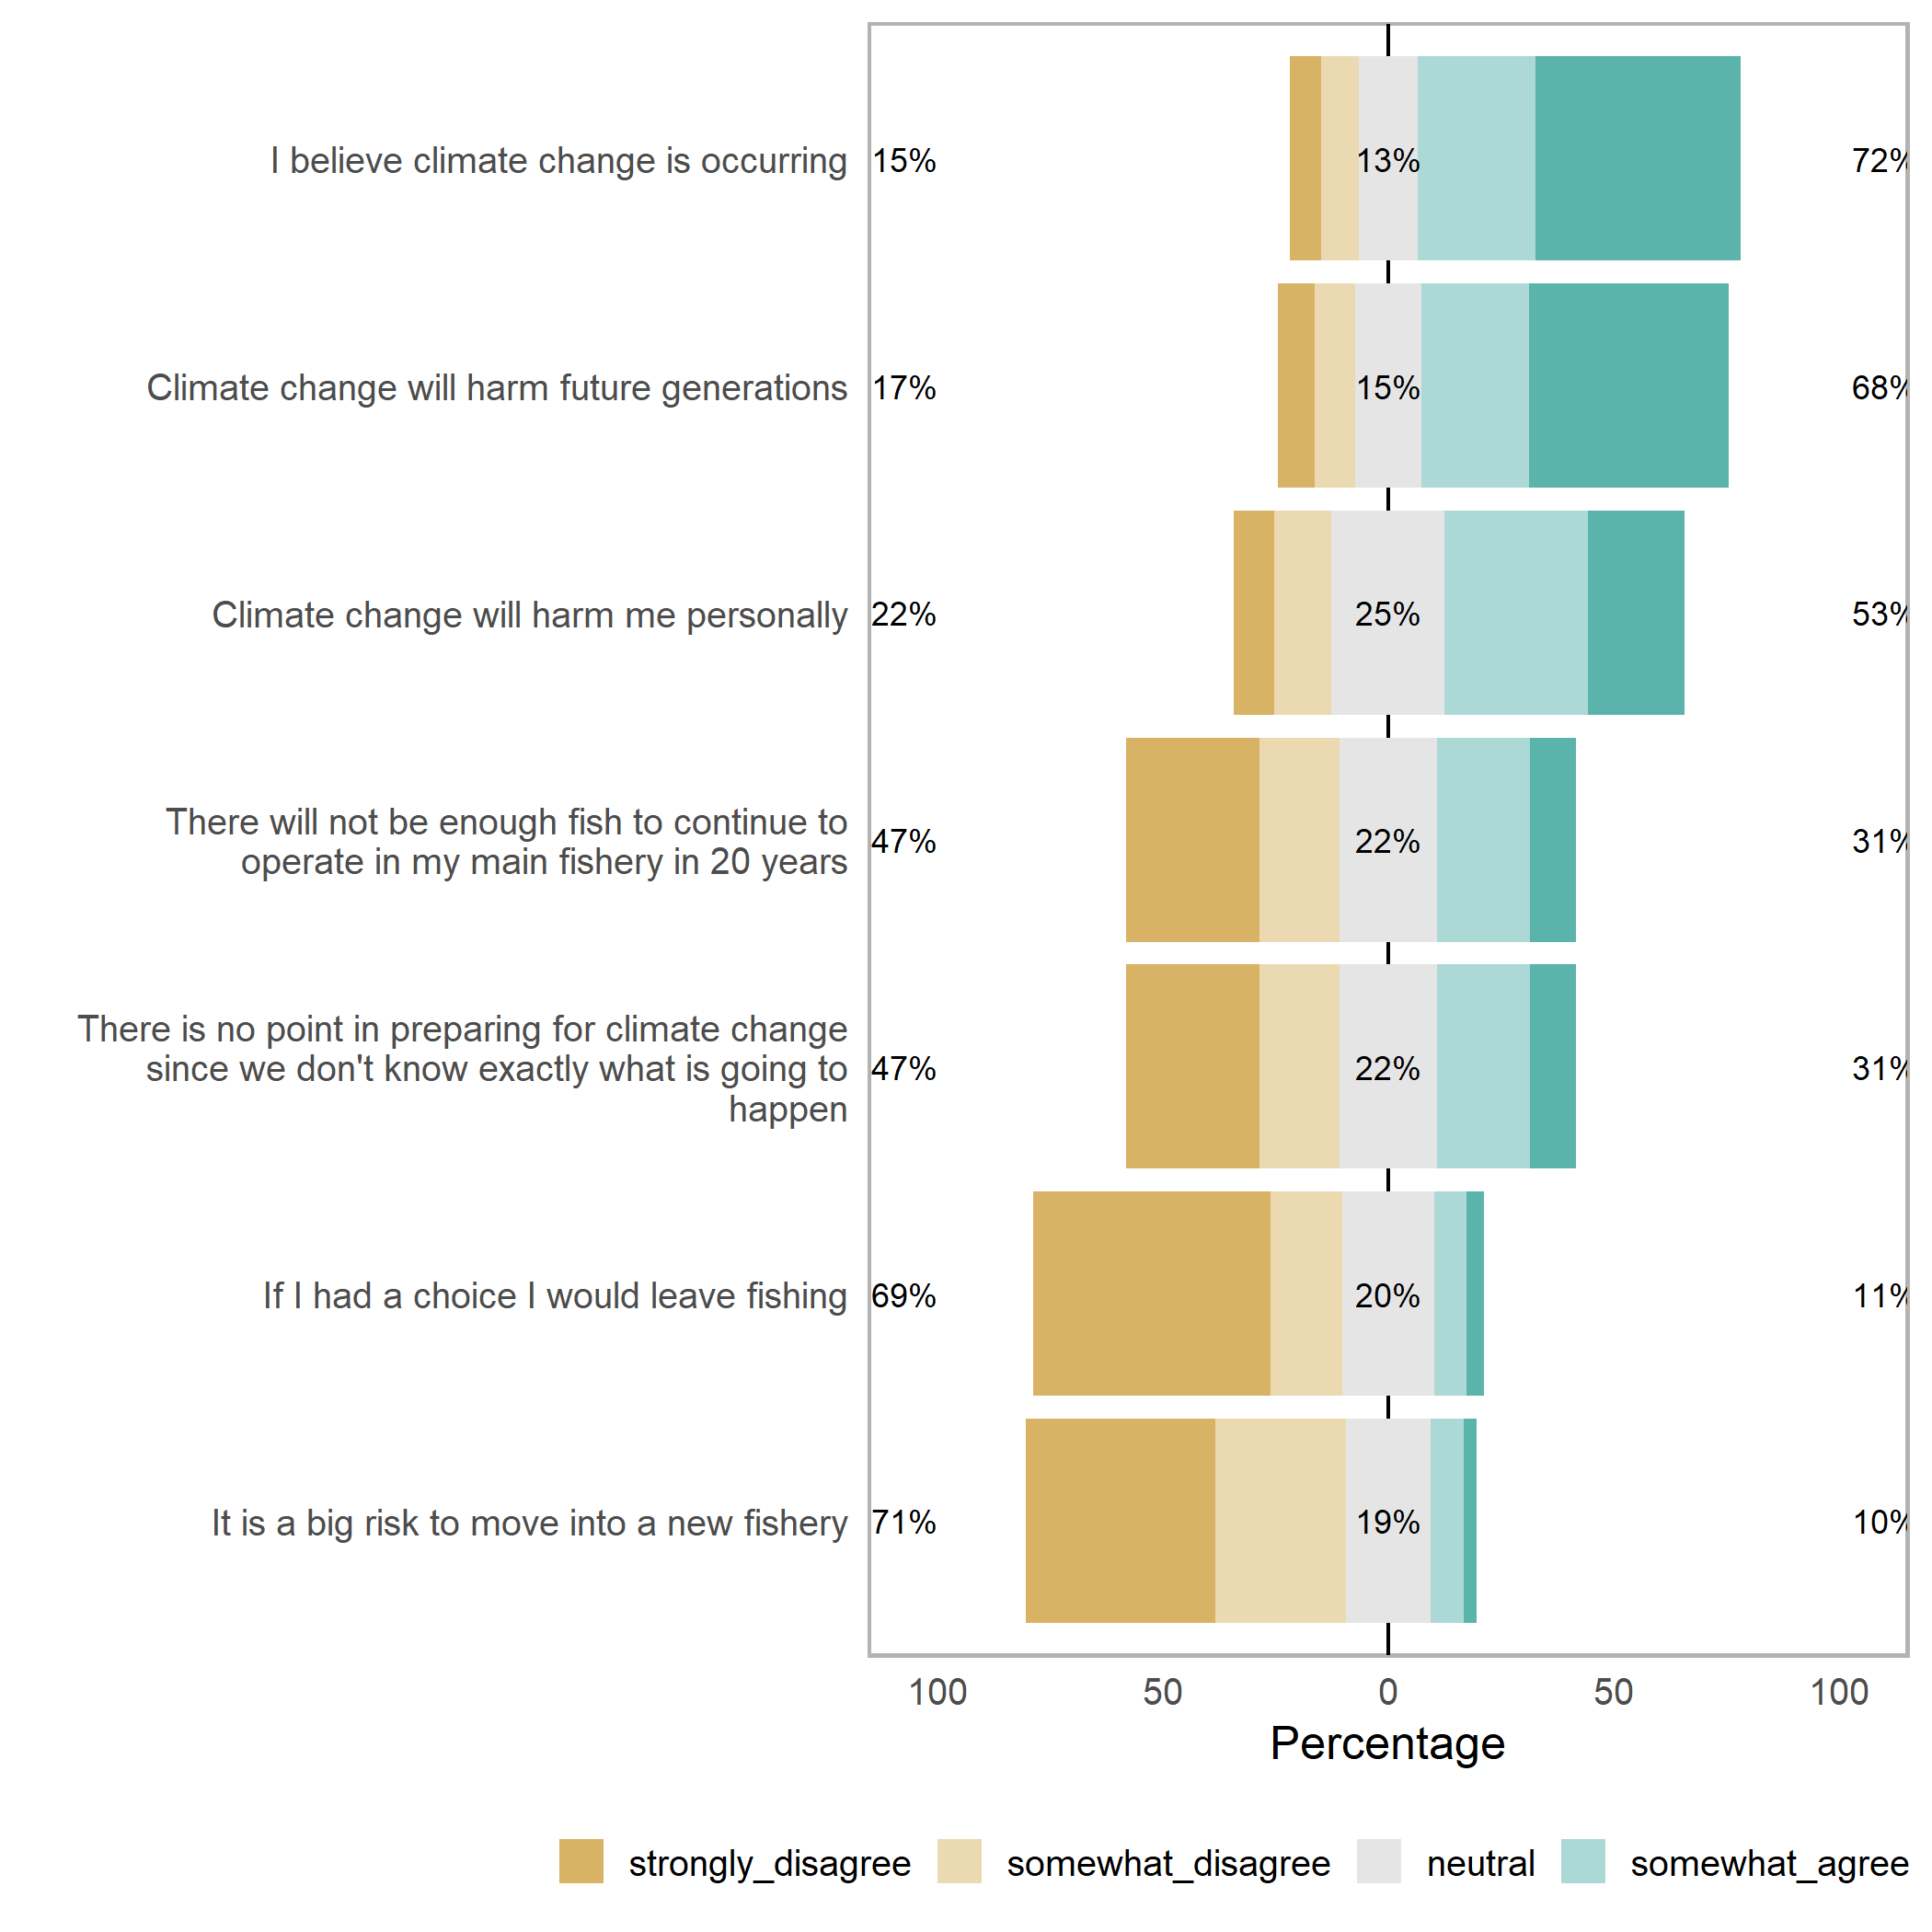 I believe climate change is occurring
15%
13%
72%
Climate change will harm future generations
17%
15%
68%
Climate change will harm me personally
22%
25%
53%
There will not be enough fish to continue to
operate in my main fishery in 20 years
47%
22%
31%
There is no point in preparing for climate change
since we don't know exactly what is going to
happen
47%
22%
31%
If I had a choice I would leave fishing
69%
20%
11%
It is a big risk to move into a new fishery
71%
19%
10%
100 50 0 50 100
Percentage
strongly_disagree somewhat_disagree neutral somewhat_agree